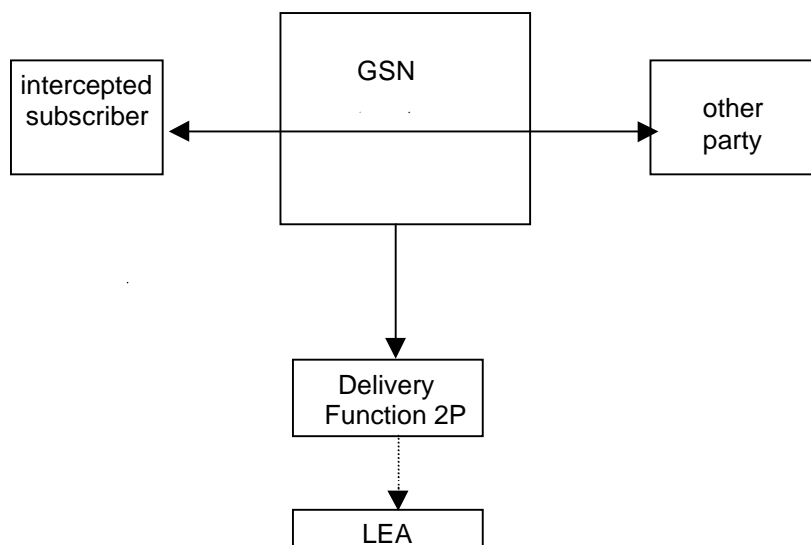 GSN
intercepted
subscriber
other
party
Delivery
Function 2P
LEA